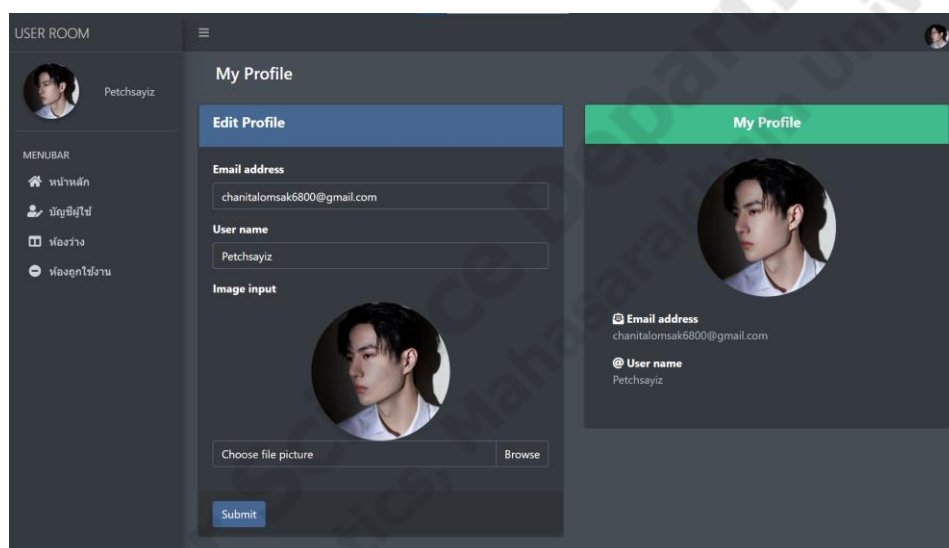 USER ROOM
Petchsayiz
MENUBAR
หน้าหลัก
บัญชีผู้ใช้
ห้องว่าง
ห้องถูกใช้งาน
My Profile
Edit Profile
Email address
chanitalomsak6800@gmail.com
User name
Petchsayiz
Image input
Choose file picture
Browse
Submit
My Profile
Email address
chanitalomsak6800@gmail.com
@ User name
Petchsayiz